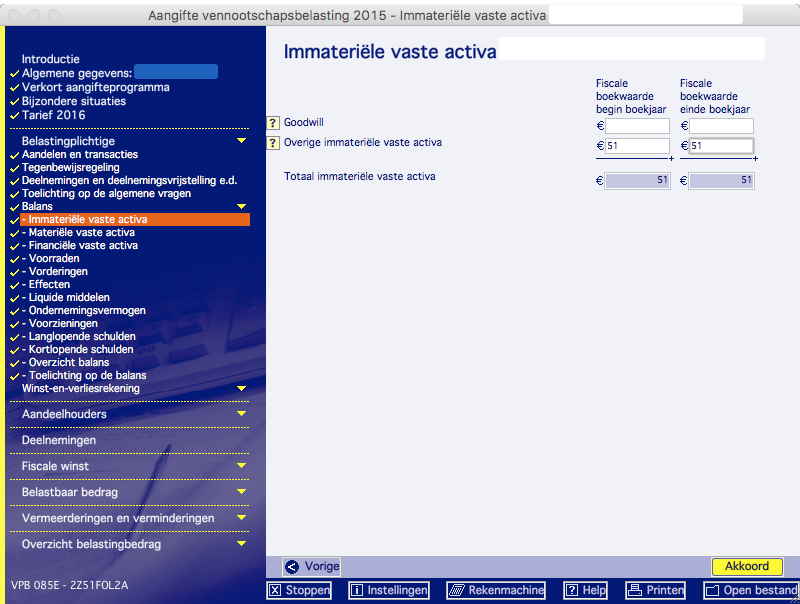 Aangifte vennootschapsbelasting 2015 - Immateriële vaste activa
Introductie
Algemene gegevens:
Verkort aangifteprogramma
Bijzondere situaties
Tarief 2016
Belastingplichtige
Aandelen en transacties
Tegenbewijsregeling
Deelnemingen en deelnemingsvrijstelling e.d.
Toelichting op de algemene vragen
Balans
- Immateriële vaste activa
- Materiële vaste activa
- Financiële vaste activa
- Voorraden
- Vorderingen
- Effecten
- Liquide middelen
- Ondernemingsvermogen
- Voorzieningen
- Langlopende schulden
- Kortlopende schulden
- Overzicht balans
- Toelichting op de balans
Winst-en-verliesrekening
Aandeelhouders
Deelnemingen
Fiscale winst
Belastbaar bedrag
Vermeerderingen en verminderingen
Overzicht belastingbedrag
VPB 085E - 2Z51FOL2A
Immateriële vaste activa
Fiscale boekwaarde begin boekjaar
Fiscale boekwaarde einde boekjaar
? Goodwill € €
? Overige immateriële vaste activa € 51 € 51
+ +
Totaal immateriële vaste activa € 51 € 51
Vorige Akkoord
Stoppen Instellingen Rekenmachine Help Printen Open bestand